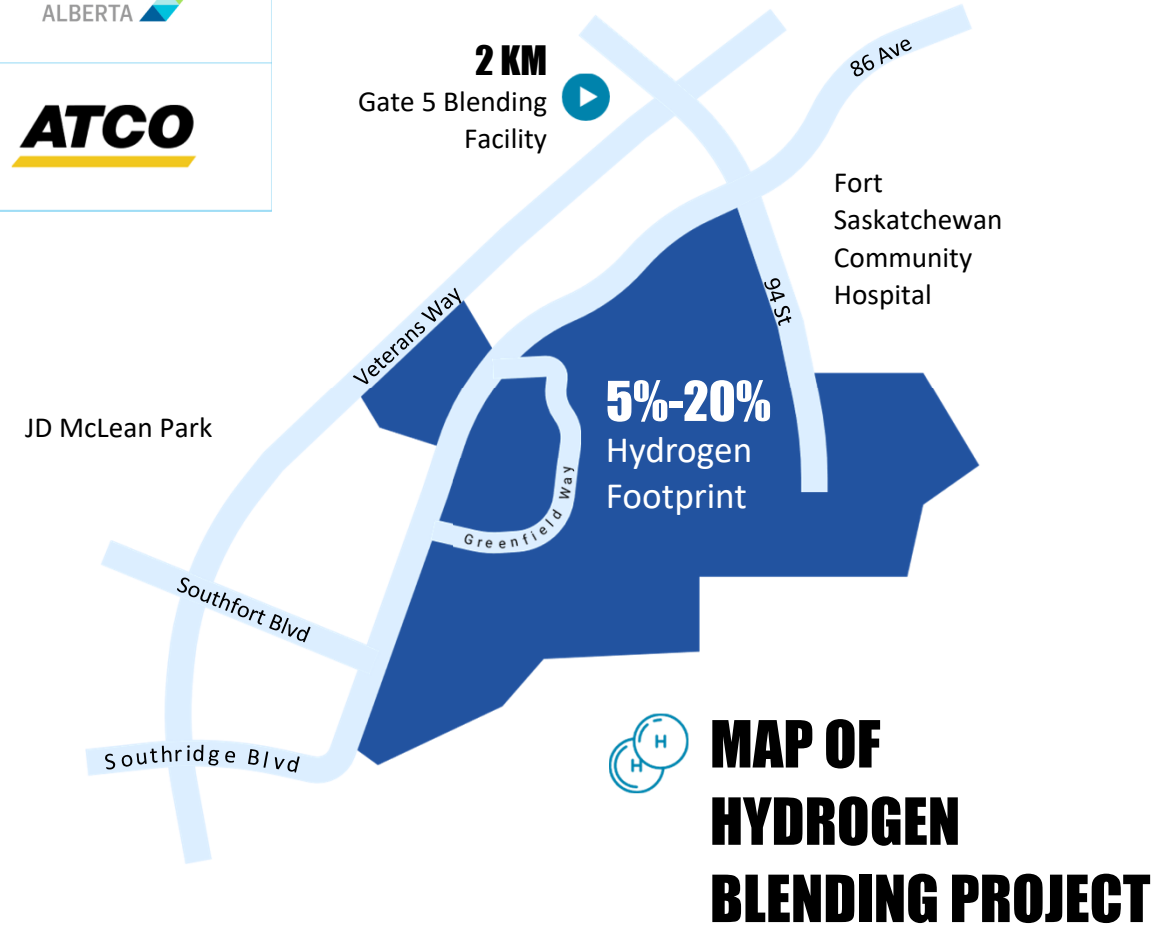 ALBERTA
ATCO
2 KM
Gate 5 Blending
Facility
86 Ave
Fort
Saskatchewan
Community
Hospital
94 St
Veterans Way
JD McLean Park
5%-20%
Hydrogen
Footprint
Greenfield Way
Southfort Blvd
Southridge Blvd
H
H
MAP OF
HYDROGEN
BLENDING PROJECT